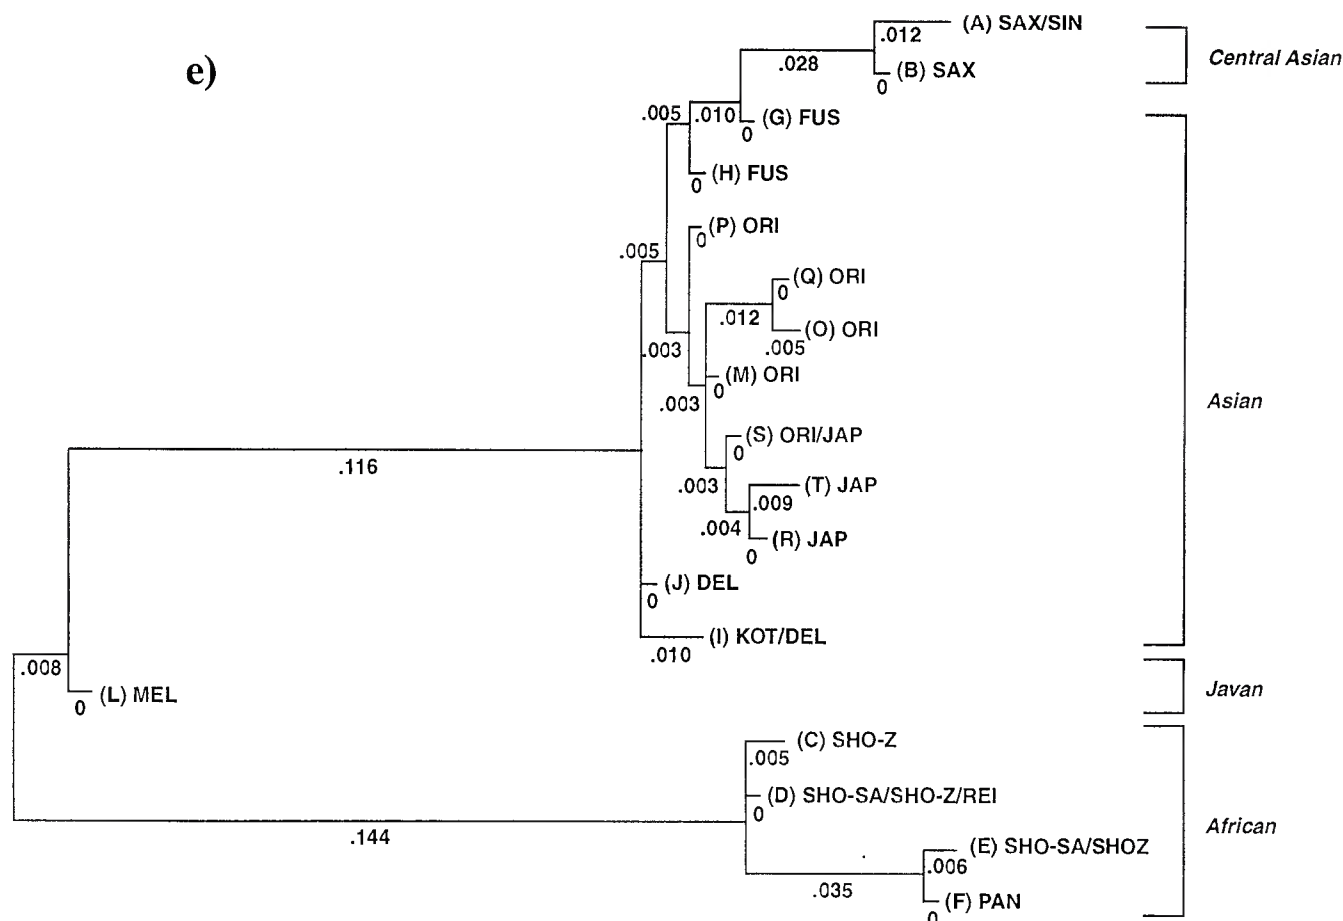 e)
(A) SAX/SIN
.012
Central Asian
.028
(B) SAX
0
.005
.010
(G) FUS
0
(H) FUS
0
(P) ORI
0
.005
(Q) ORI
0
.012
(O) ORI
.005
.003
(M) ORI
0
.003
Asian
(S) ORI/JAP
0
.116
.003
(T) JAP
.009
.004
(R) JAP
0
(J) DEL
0
(I) KOT/DEL
.010
.008
(L) MEL
0
Javan
(C) SHO-Z
.005
(D) SHO-SA/SHO-Z/REI
0
African
.144
(E) SHO-SA/SHOZ
.006
.035
(F) PAN
0